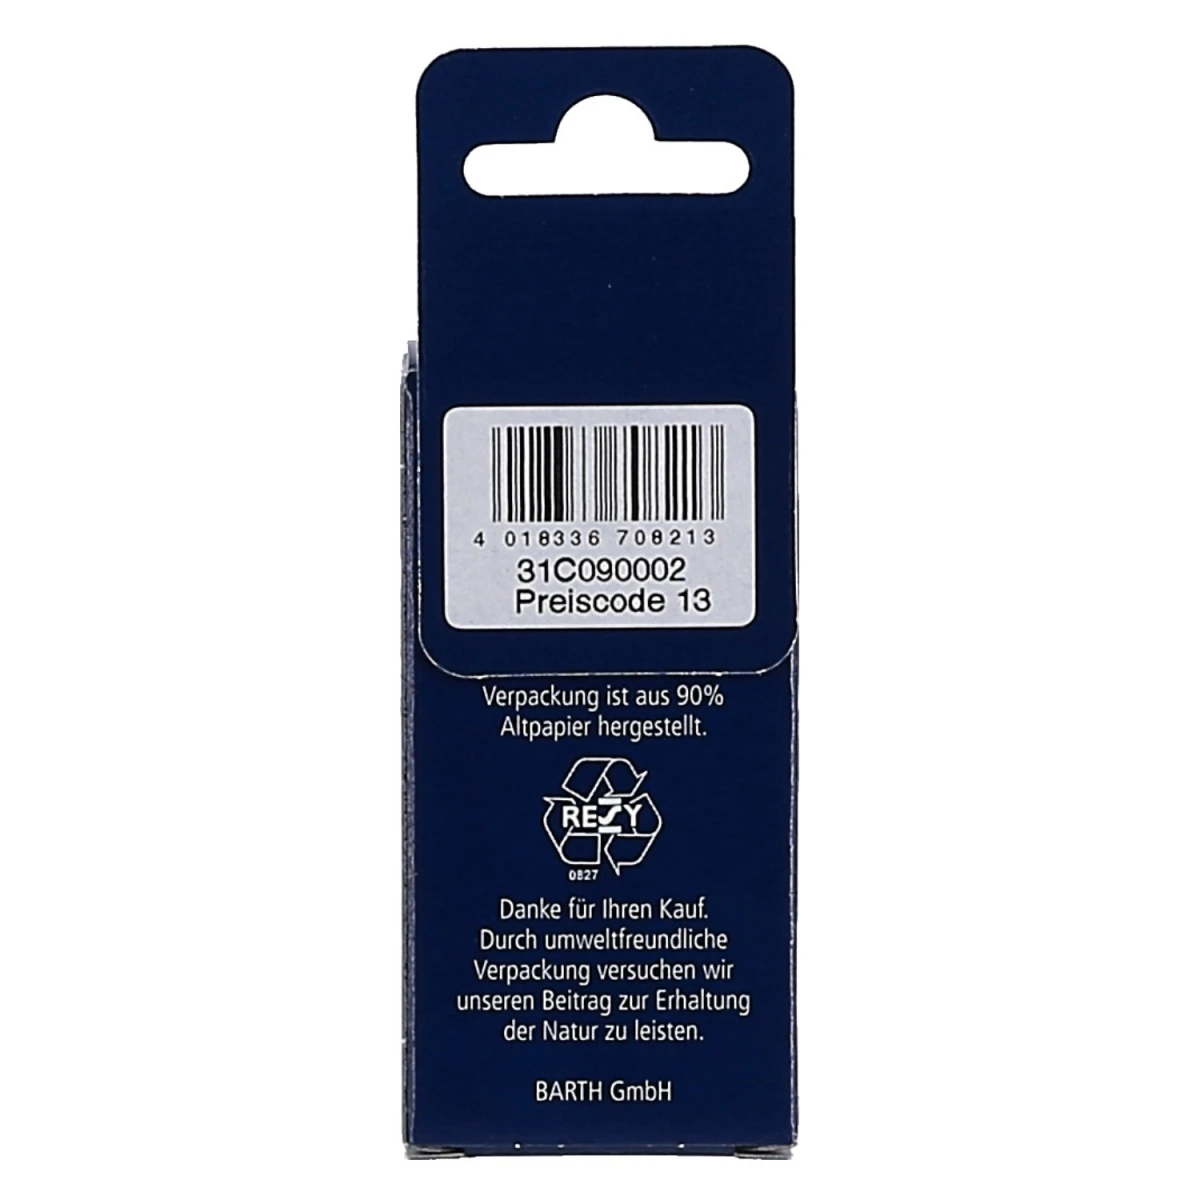 4 018336 708213
31C090002
Preiscode 13
Verpackung ist aus 90%
Altpapier hergestellt.
RESY
0827
Danke für Ihren Kauf.
Durch umweltfreundliche
Verpackung versuchen wir
unseren Beitrag zur Erhaltung
der Natur zu leisten.
BARTH GmbH